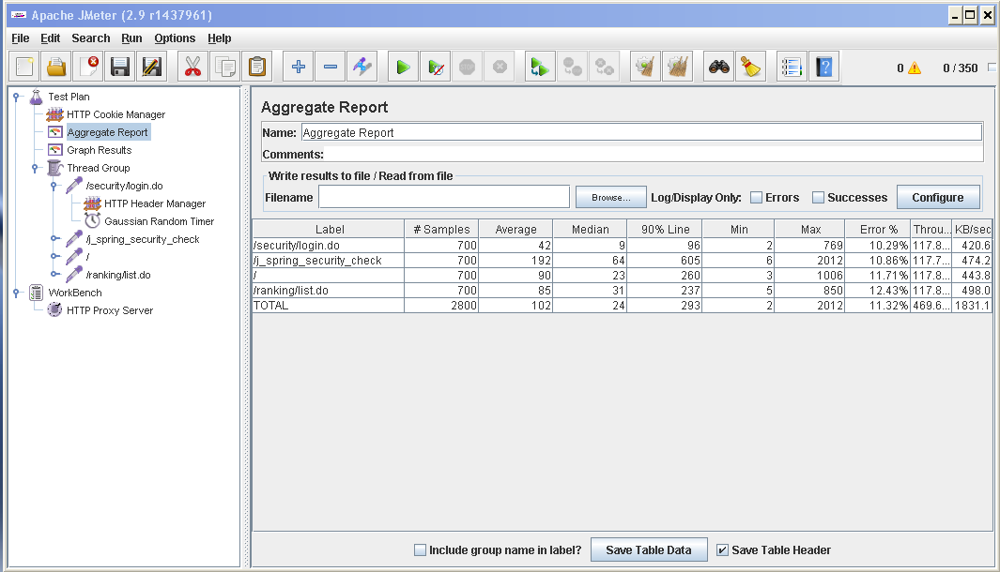 Apache JMeter (2.9 r1437961)
File Edit Search Run Options Help
0 0 / 350
Test Plan
HTTP Cookie Manager
Aggregate Report
Graph Results
Thread Group
/security/login.do
HTTP Header Manager
Gaussian Random Timer
/j_spring_security_check
/
/ranking/list.do
WorkBench
HTTP Proxy Server
Aggregate Report
Name: Aggregate Report
Comments:
Write results to file / Read from file
Filename Browse... Log/Display Only: Errors Successes Configure
Label # Samples Average Median 90% Line Min Max Error % Throu... KB/sec
/security/login.do 700 42 9 96 2 769 10.29% 117.8... 420.6
/j_spring_security_check 700 192 64 605 6 2012 10.86% 117.7... 474.2
/ 700 90 23 260 3 1006 11.71% 117.8... 443.8
/ranking/list.do 700 85 31 237 5 850 12.43% 117.8... 498.0
TOTAL 2800 102 24 293 2 2012 11.32% 469.6... 1831.1
Include group name in label? Save Table Data Save Table Header